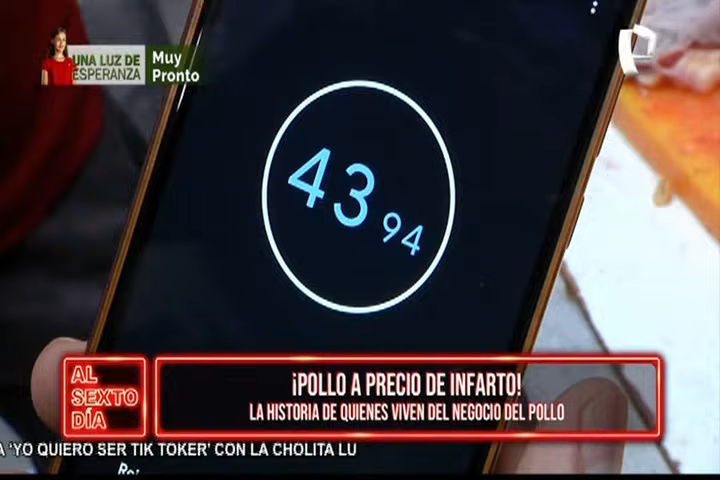 UNA LUZ DE
ESPERANZA
Muy
Pronto
43 94
AL
SEXTO
DÍA
¡POLLO A PRECIO DE INFARTO!
LA HISTORIA DE QUIENES VIVEN DEL NEGOCIO DEL POLLO
A 'YO QUIERO SER TIK TOKER' CON LA CHOLITA LU